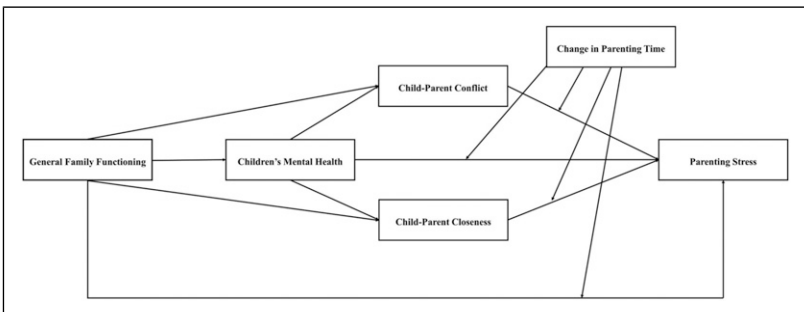 Change in Parenting Time
Child-Parent Conflict
General Family Functioning
Children's Mental Health
Parenting Stress
Child-Parent Closeness